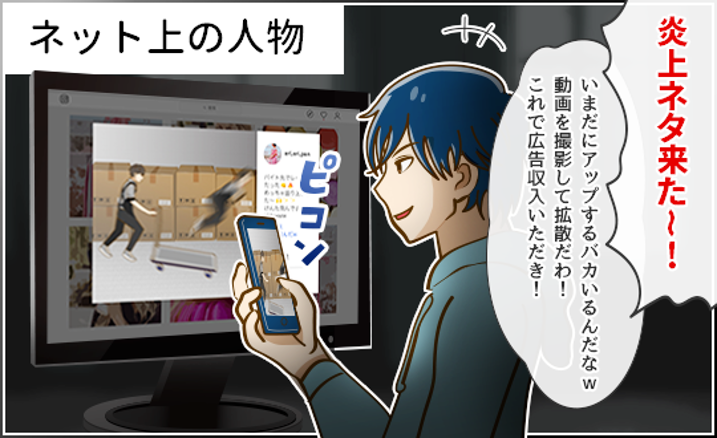 ネット上の人物
炎上ネタ来た～！
いまだにアップするバカいるんだなw
動画を撮影して拡散だわ！
これで広告収入いただき！
ピコン